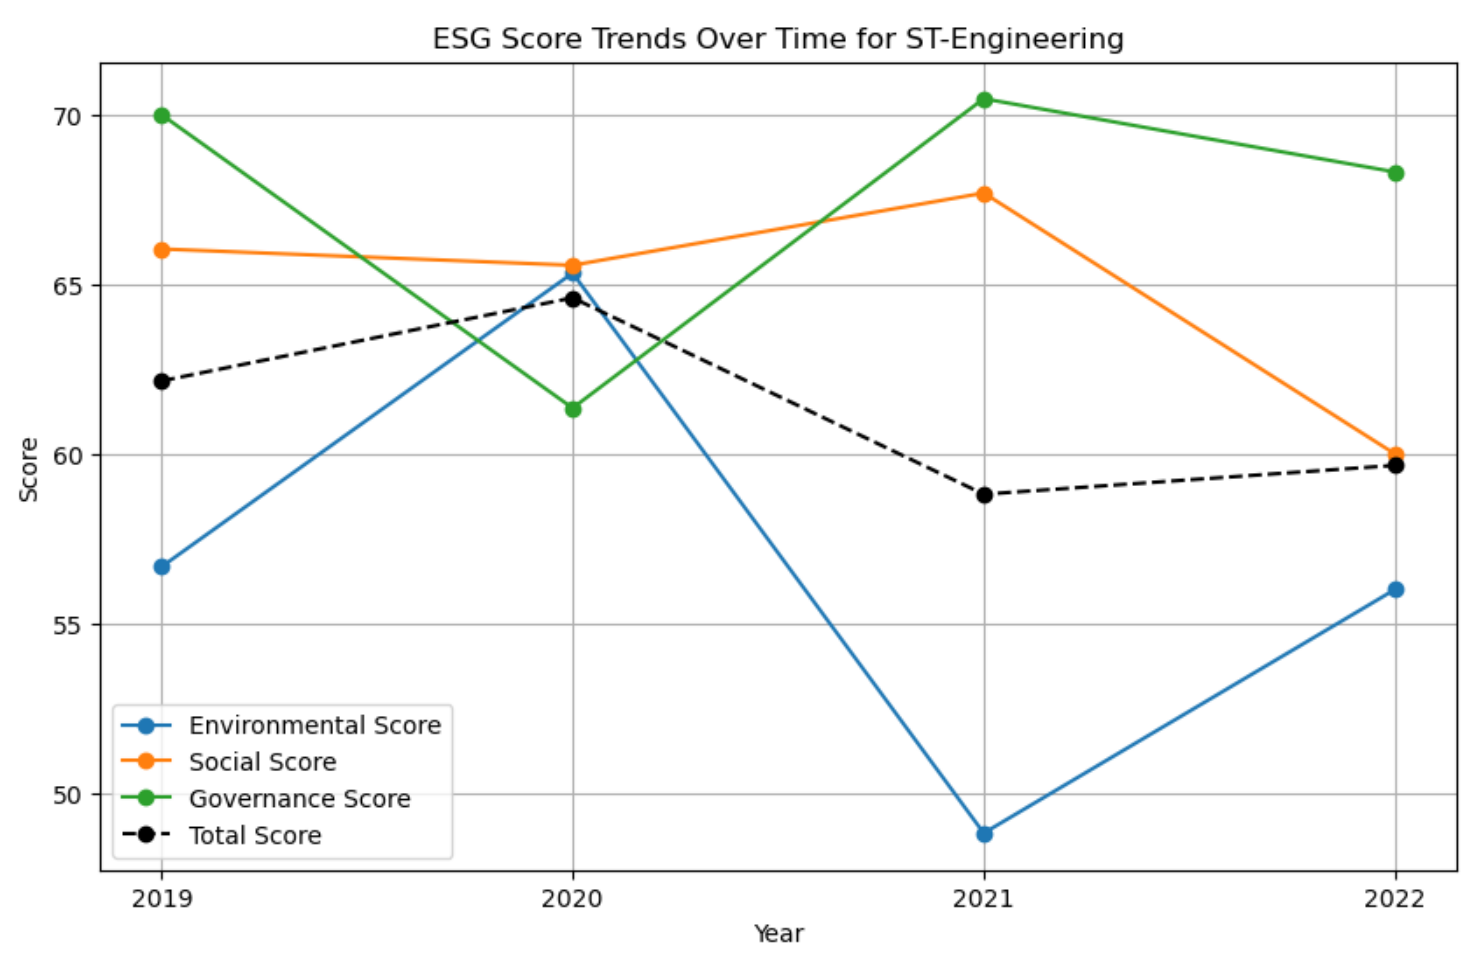 ESG Score Trends Over Time for ST-Engineering
70
65
60
55
50
Score
Environmental Score
Social Score
Governance Score
Total Score
2019
2020
2021
2022
Year